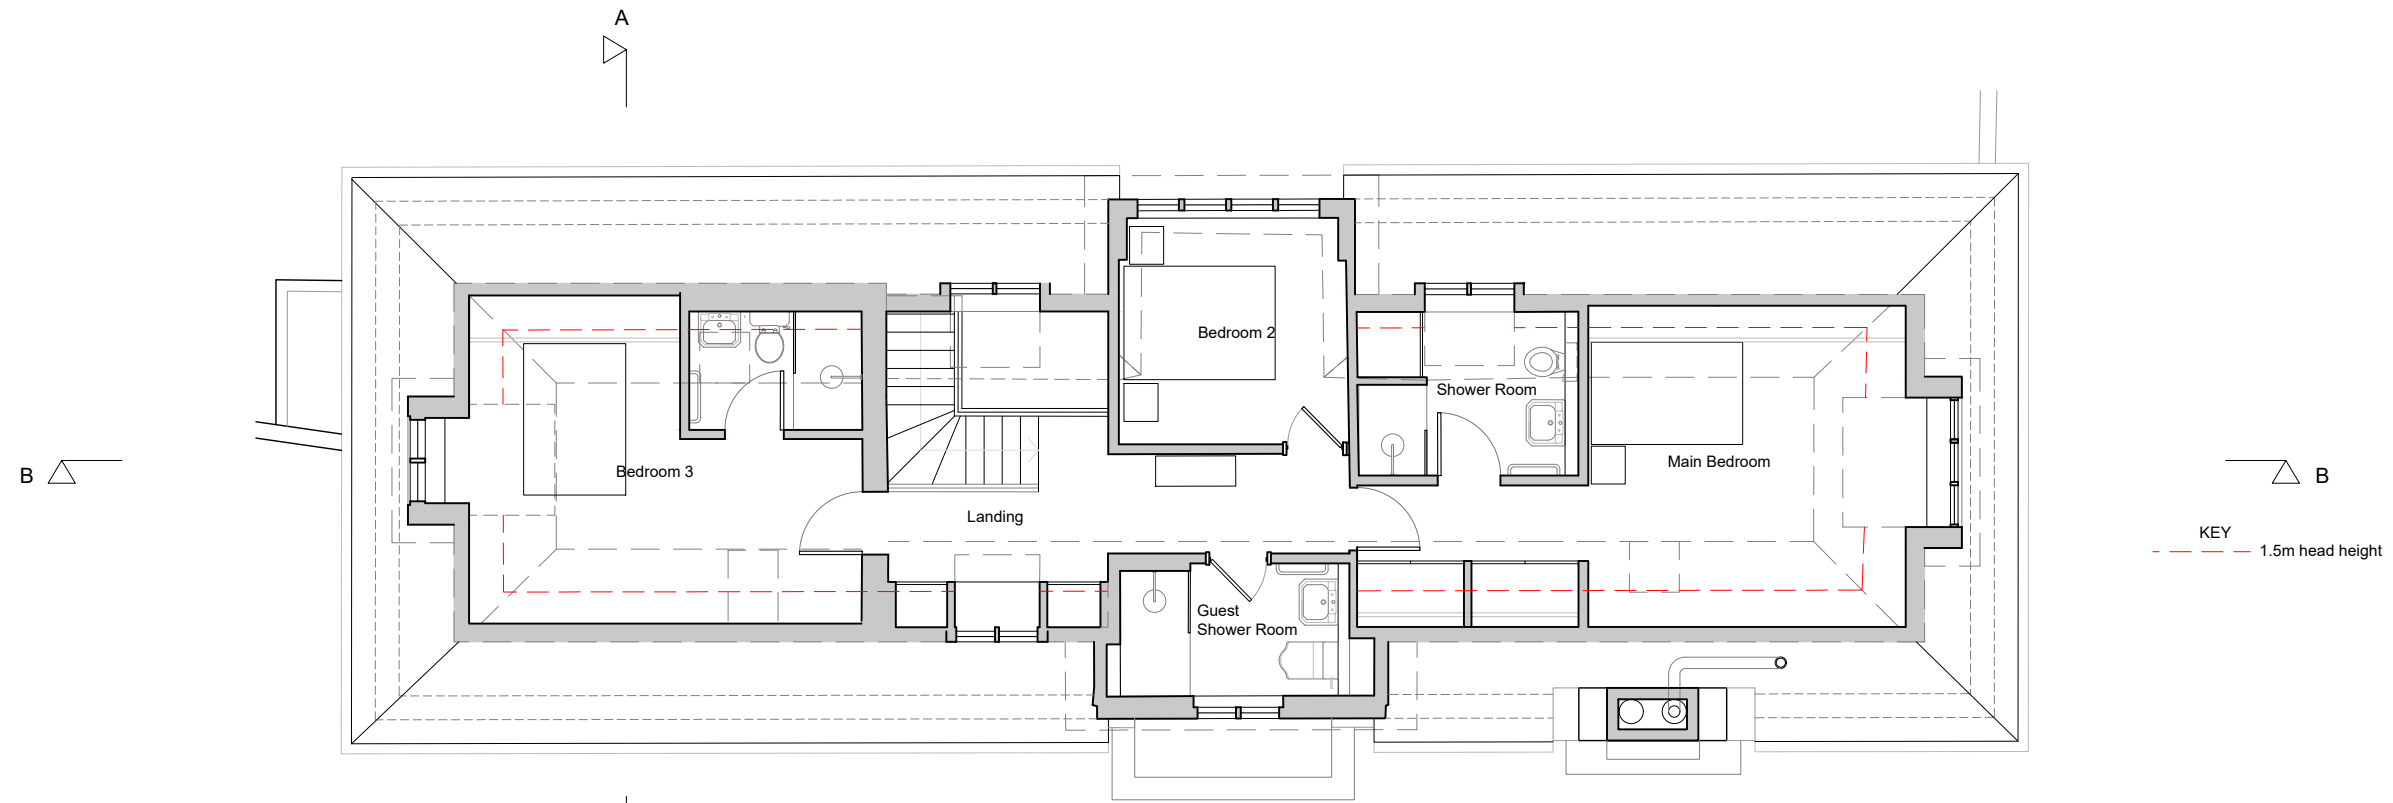 A
Bedroom 2
Shower Room
Main Bedroom
Bedroom 3
B
B
Landing
KEY
1.5m head height
Guest
Shower Room